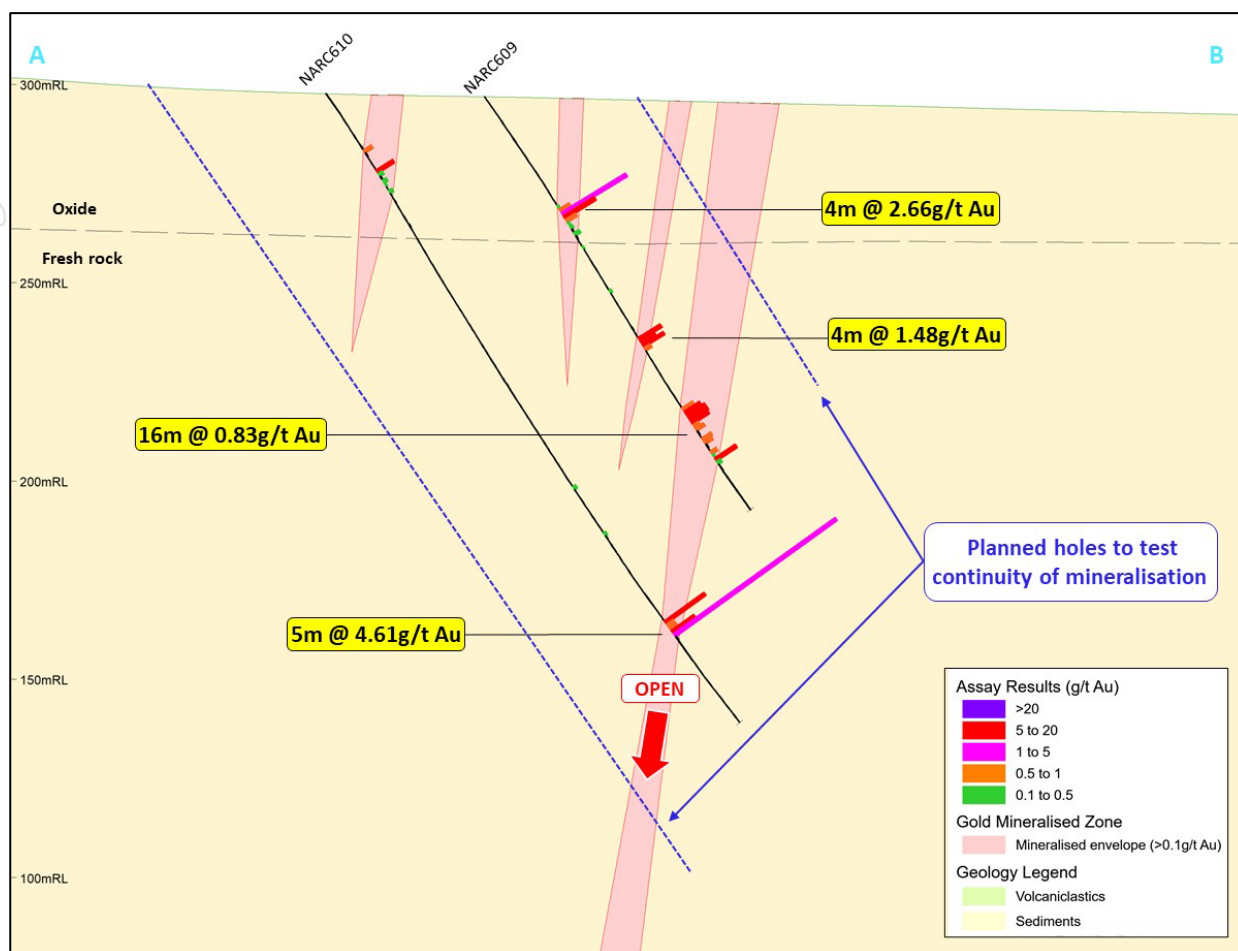 A
B
NARC610
NARC609
300mRL
Oxide
4m @ 2.66g/t Au
Fresh rock
250mRL
4m @ 1.48g/t Au
16m @ 0.83g/t Au
200mRL
Planned holes to test
continuity of mineralisation
5m @ 4.61g/t Au
150mRL
OPEN
100mRL
Assay Results (g/t Au)
>20
5 to 20
1 to 5
0.5 to 1
0.1 to 0.5
Gold Mineralised Zone
Mineralised envelope (>0.1g/t Au)
Geology Legend
Volcaniclastics
Sediments